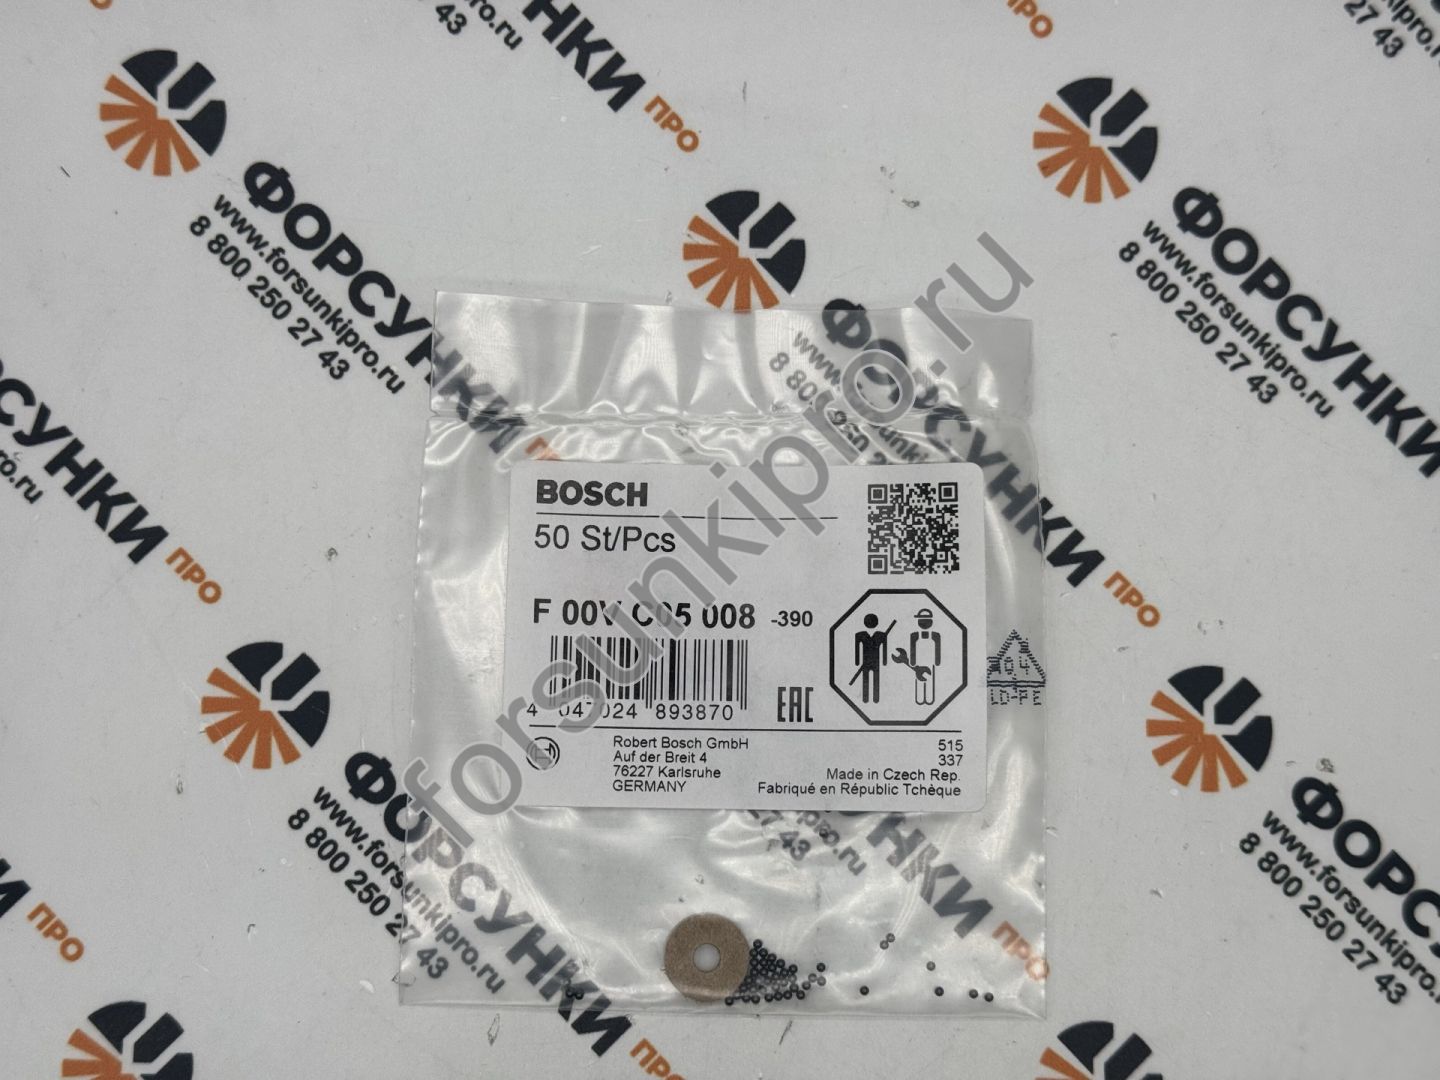 BOSCH
50 St/Pcs
F 00V C05 008 -390
4 047024 893870
EAC
Robert Bosch GmbH
Auf der Breit 4
76227 Karlsruhe
GERMANY
515
337
Made in Czech Rep.
Fabriqué en Républic Tchèque
04
LD-PE
forsunkipro.ru
ФОРСУНКИ ПРО
www.forsunkipro.ru
8 800 250 27 43
ФОРСУНКИ ПРО
www.forsunkipro.ru
8 800 250 27 43
ФОРСУНКИ ПРО
www.forsunkipro.ru
8 800 250 27 43
ФОРСУНКИ
www.forsunkipro.ru
8 800 250 27 43